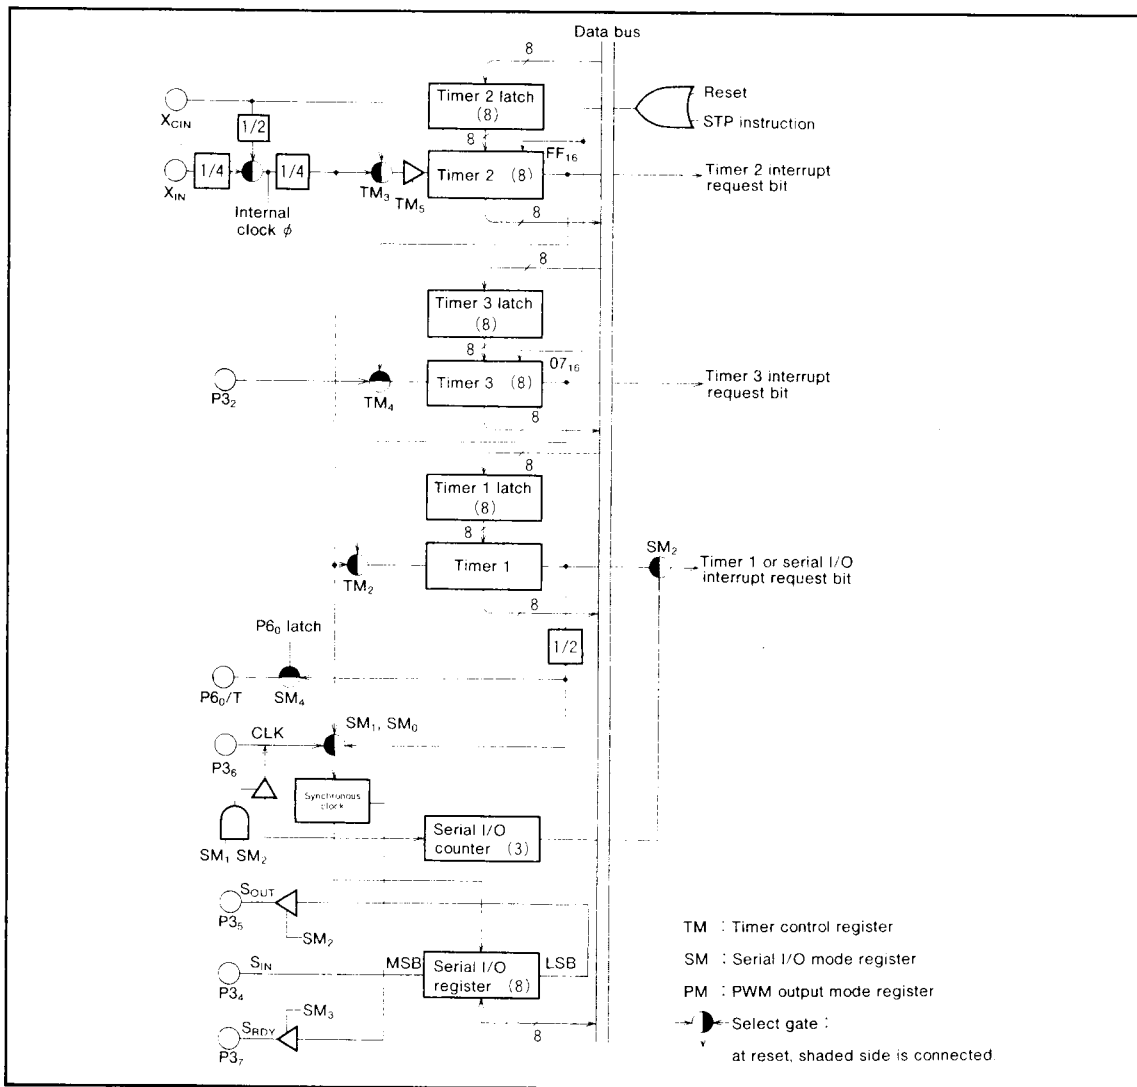 Data bus
8
Timer 2 latch
(8)
Reset
STP instruction
X_CIN
1/2
8
FF₁₆
X_IN
1/4
1/4
Timer 2 (8)
Timer 2 interrupt
request bit
TM₃
TM₅
Internal
clock φ
8
8
Timer 3 latch
(8)
8
07₁₆
P3₂
TM₄
Timer 3 (8)
Timer 3 interrupt
request bit
8
8
Timer 1 latch
(8)
8
SM₂
TM₂
Timer 1
Timer 1 or serial I/O
interrupt request bit
8
P6₀ latch
1/2
P6₀/T
SM₄
SM₁, SM₀
CLK
P3₆
Synchronous
clock
Serial I/O
counter (3)
SM₁ SM₂
S_OUT
P3₅
SM₂
S_IN
MSB
Serial I/O
register (8)
LSB
P3₄
SM₃
S_RDY
P3₇
8
TM : Timer control register
SM : Serial I/O mode register
PM : PWM output mode register
Select gate :
at reset, shaded side is connected.